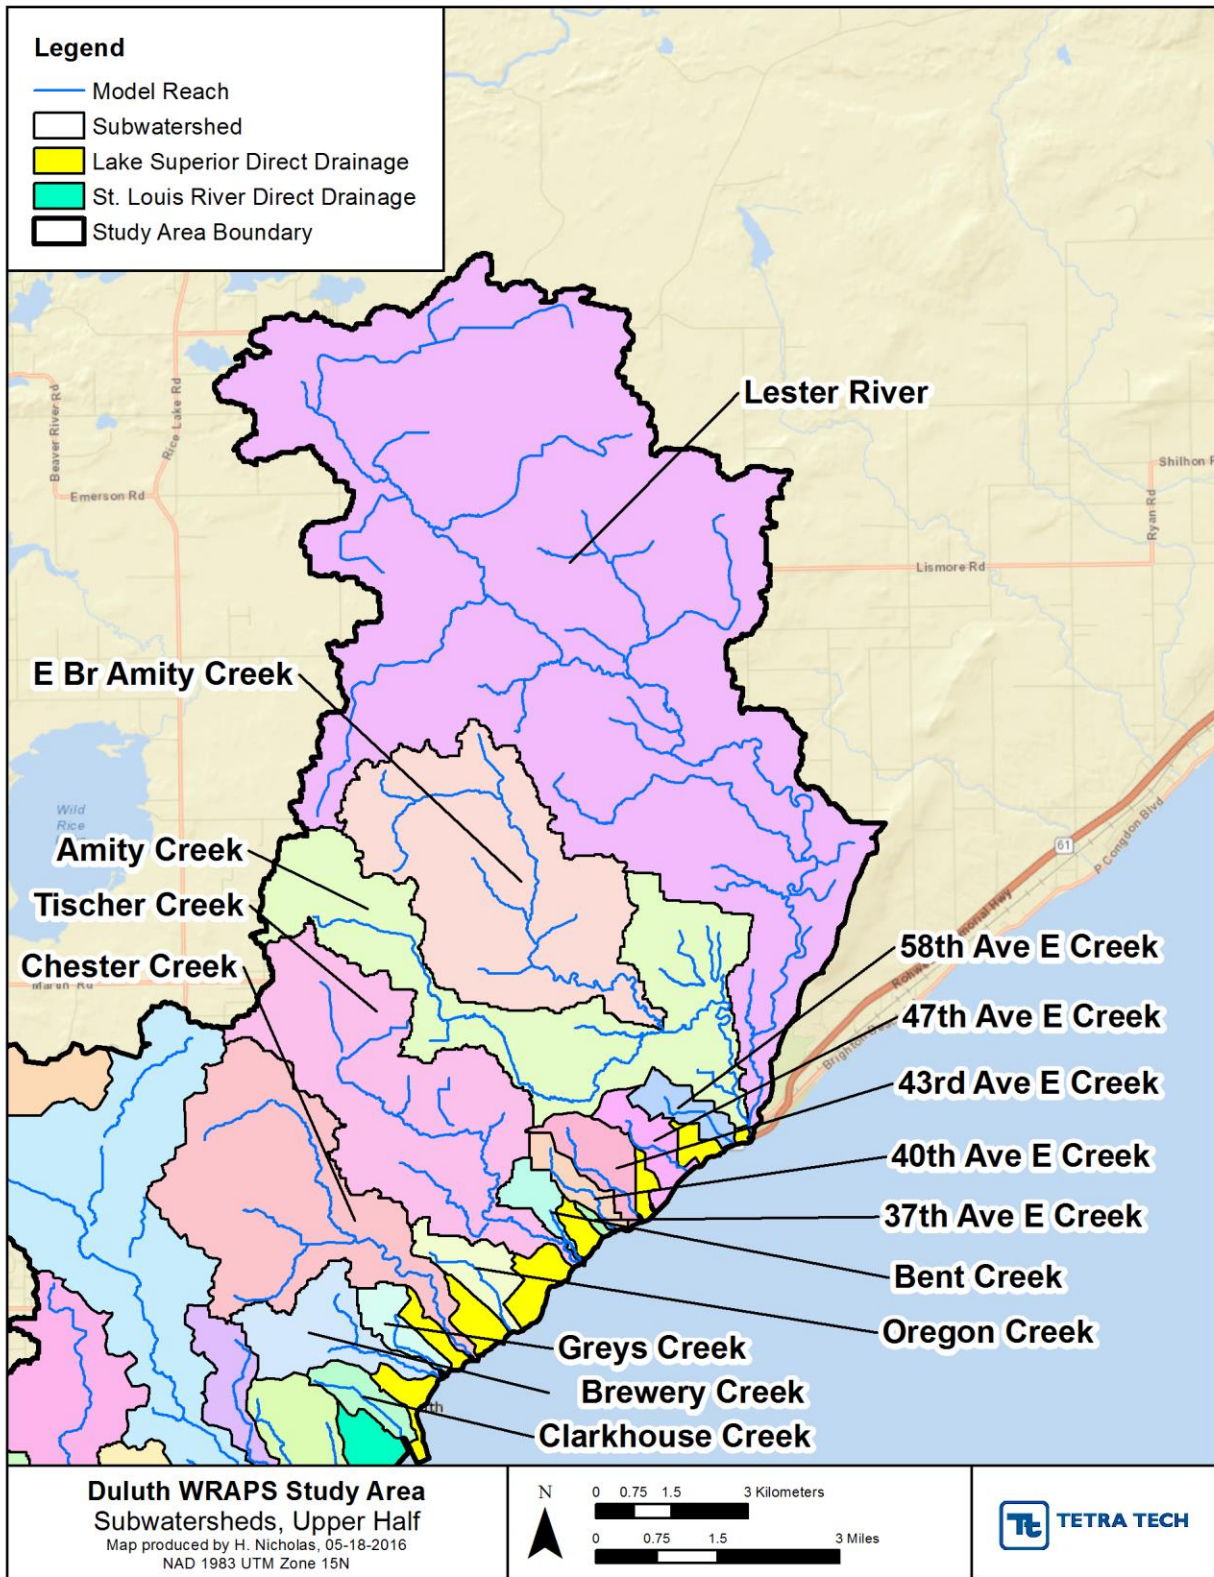 Legend
Model Reach
Subwatershed
Lake Superior Direct Drainage
St. Louis River Direct Drainage
Study Area Boundary
Beaver River Rd
Rice Lake Rd
Emerson Rd
Lester River
Shilhon R
Ryan Rd
Lismore Rd
E Br Amity Creek
Wild
Rice
61
P Congdon Blvd
Amity Creek
Tischer Creek
Chester Creek
Martin Rd
58th Ave E Creek
47th Ave E Creek
43rd Ave E Creek
40th Ave E Creek
37th Ave E Creek
Bent Creek
Oregon Creek
Greys Creek
Brewery Creek
Clarkhouse Creek
Duluth WRAPS Study Area
Subwatersheds, Upper Half
Map produced by H. Nicholas, 05-18-2016
NAD 1983 UTM Zone 15N
N
0 0.75 1.5 3 Kilometers
0 0.75 1.5 3 Miles
Tt TETRA TECH